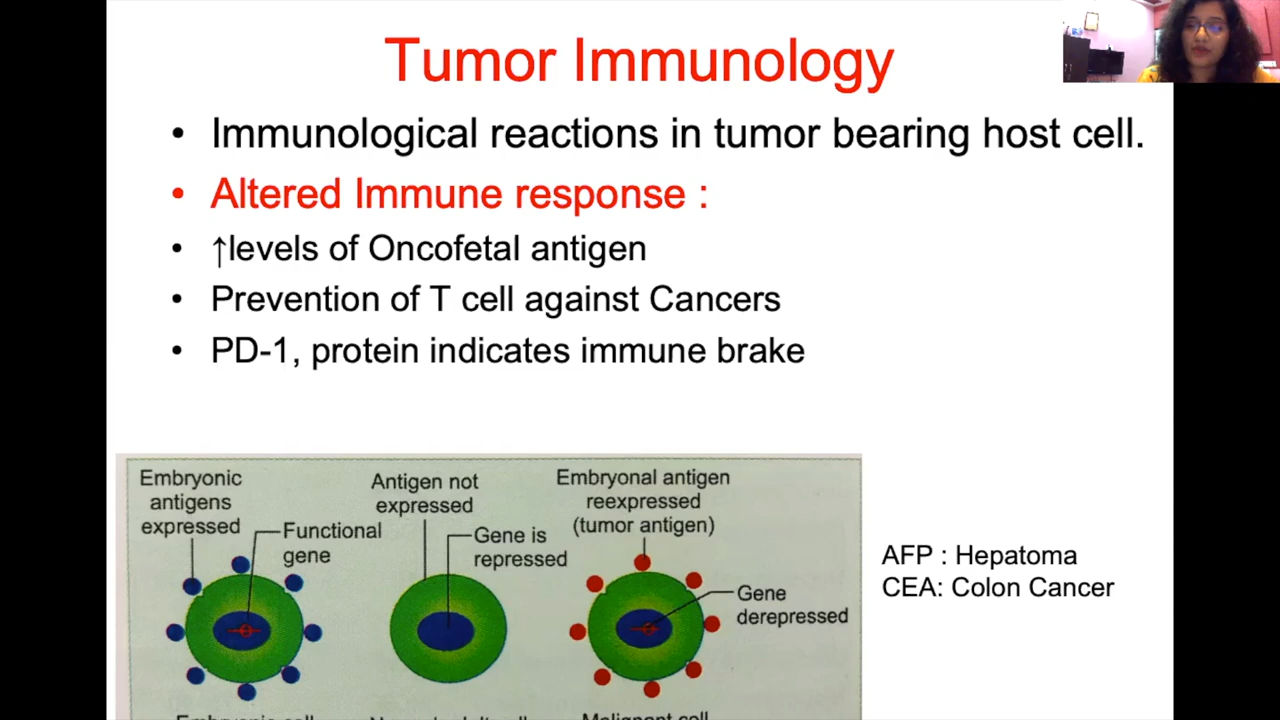 Tumor Immunology
• Immunological reactions in tumor bearing host cell.
• Altered Immune response :
• ↑levels of Oncofetal antigen
• Prevention of T cell against Cancers
• PD-1, protein indicates immune brake
Embryonic
antigens
expressed
Functional
gene
Antigen not
expressed
Gene is
repressed
Embryonal antigen
reexpressed
(tumor antigen)
Gene
derepressed
AFP : Hepatoma
CEA: Colon Cancer
Embryonic cell
Malignant cell